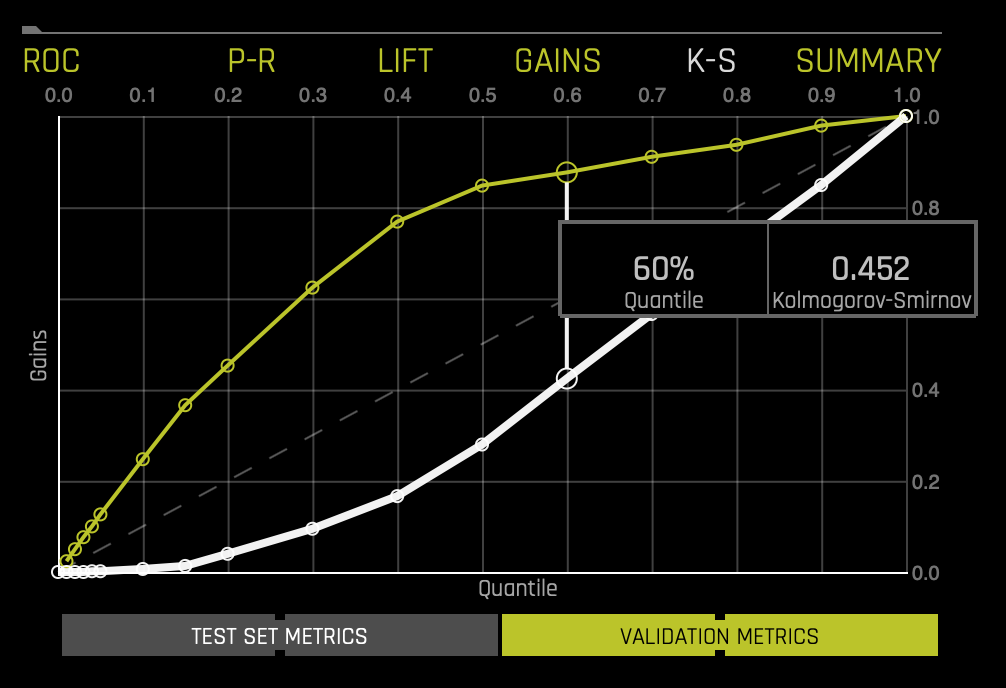 ROC P-R LIFT GAINS K-S SUMMARY
0.0 0.1 0.2 0.3 0.4 0.5 0.6 0.7 0.8 0.9 1.0
1.0
0.8
60% 0.452
Quantile Kolmogorov-Smirnov
Gains
0.4
0.2
0.0
Quantile
TEST SET METRICS VALIDATION METRICS